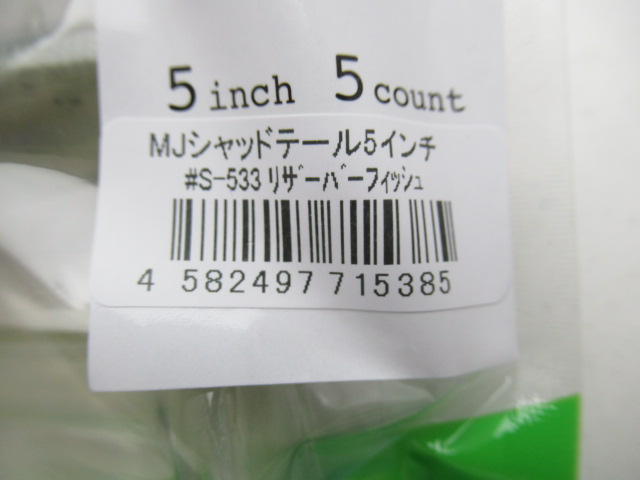 5 inch 5 count
MJシャッドテール5インチ
#S-533 リザーバーフィッシュ
4 582497 715385